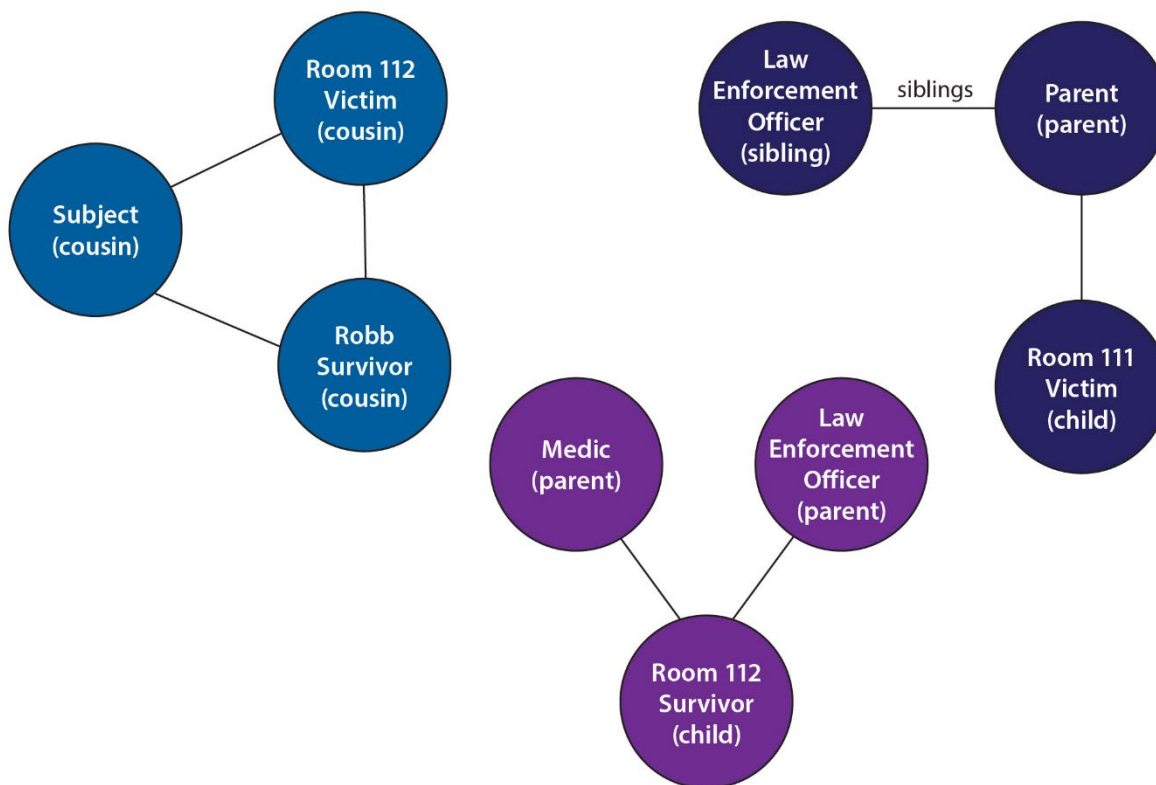 Room 112
Victim
(cousin)
Subject
(cousin)
Robb
Survivor
(cousin)
Law
Enforcement
Officer
(sibling)
siblings
Parent
(parent)
Room 111
Victim
(child)
Medic
(parent)
Law
Enforcement
Officer
(parent)
Room 112
Survivor
(child)